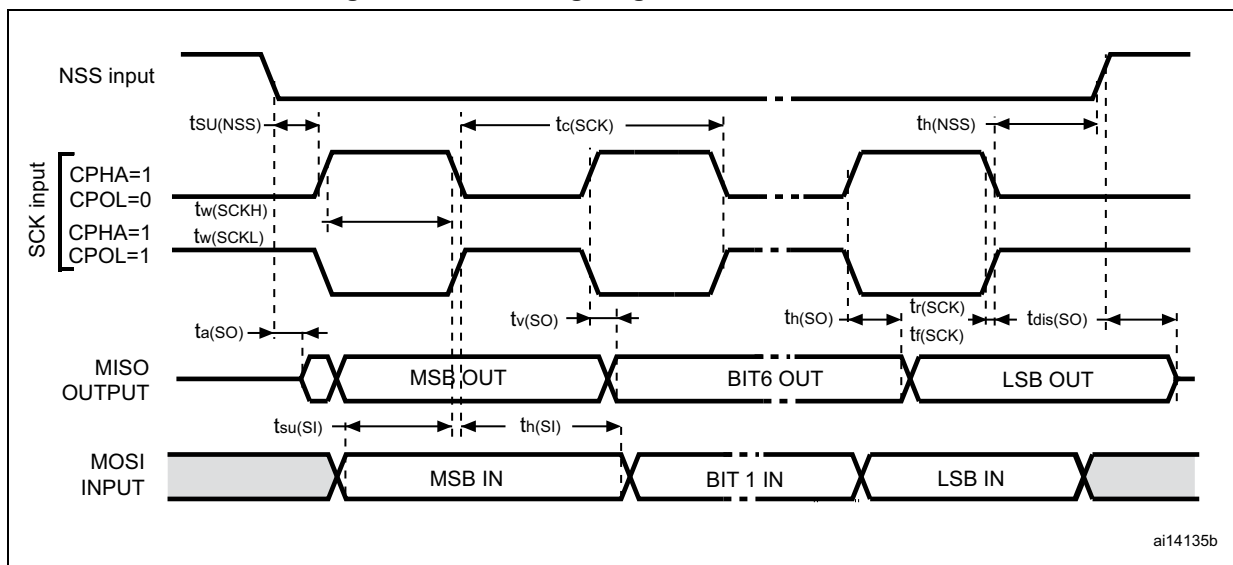 NSS input
tSU(NSS)
tc(SCK)
th(NSS)
SCK input
CPHA=1
CPOL=0
tw(SCKH)
CPHA=1
tw(SCKL)
CPOL=1
ta(SO)
tv(SO)
th(SO)
tr(SCK)
tf(SCK)
tdis(SO)
MISO
OUTPUT
MSB OUT
BIT6 OUT
LSB OUT
tsu(SI)
th(SI)
MOSI
INPUT
MSB IN
BIT 1 IN
LSB IN
ai14135b